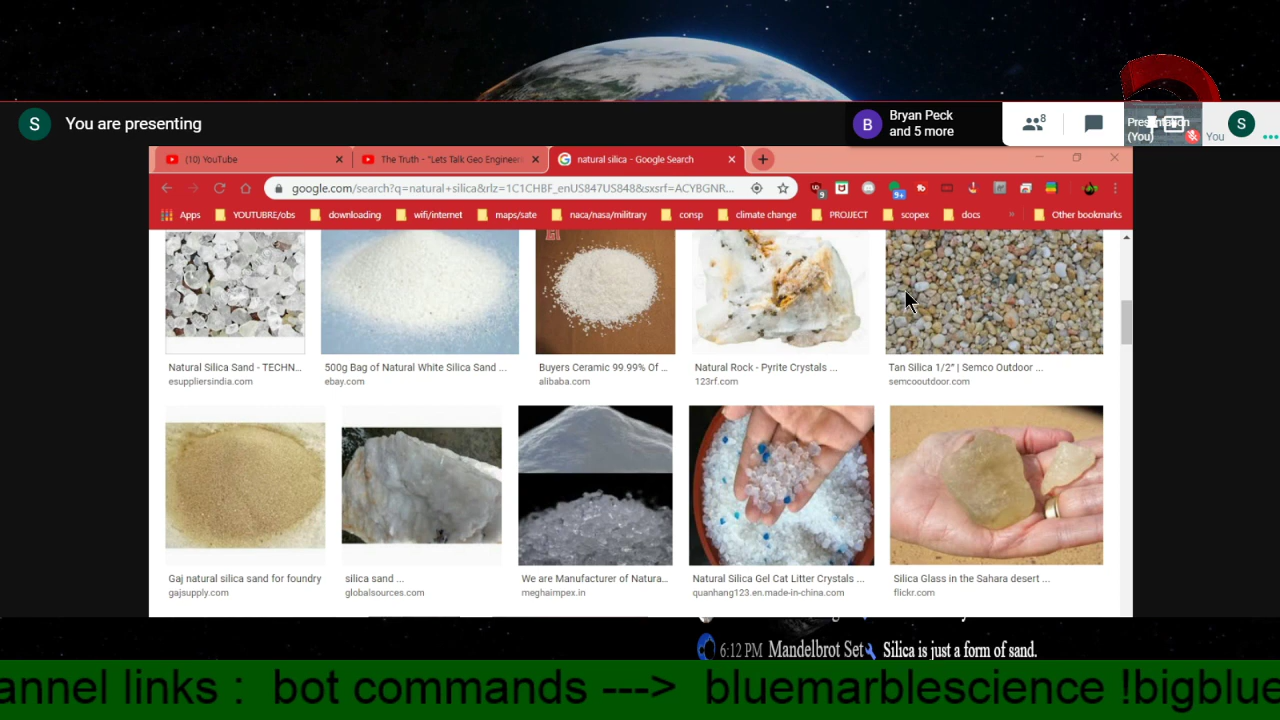 S You are presenting
B Bryan Peck
and 5 more
8
(You)
You
S
(10) YouTube
The Truth - "Lets Talk Geo Engineer
natural silica - Google Search
google.com/search?q=natural+silica&rlz=1C1CHBF_enUS847US848&sxsrf=ACYBGNR...
9
9+
Apps
YOUTUBRE/obs
downloading
wifi/internet
maps/sate
naca/nasa/militrary
consp
climate change
PROJJECT
scopex
docs
»
Other bookmarks
Natural Silica Sand - TECHN...
esuppliersindia.com
500g Bag of Natural White Silica Sand ...
ebay.com
Buyers Ceramic 99.99% Of ...
alibaba.com
Natural Rock - Pyrite Crystals ...
123rf.com
Tan Silica 1/2" | Semco Outdoor ...
semcooutdoor.com
Gaj natural silica sand for foundry
gajsupply.com
silica sand ...
globalsources.com
We are Manufacturer of Natura...
meghaimpex.in
Natural Silica Gel Cat Litter Crystals ...
quanhang123.en.made-in-china.com
Silica Glass in the Sahara desert ...
flickr.com
6:12 PM Mandelbrot Set Silica is just a form of sand.
annel links : bot commands ---> bluemarblescience !bigblue